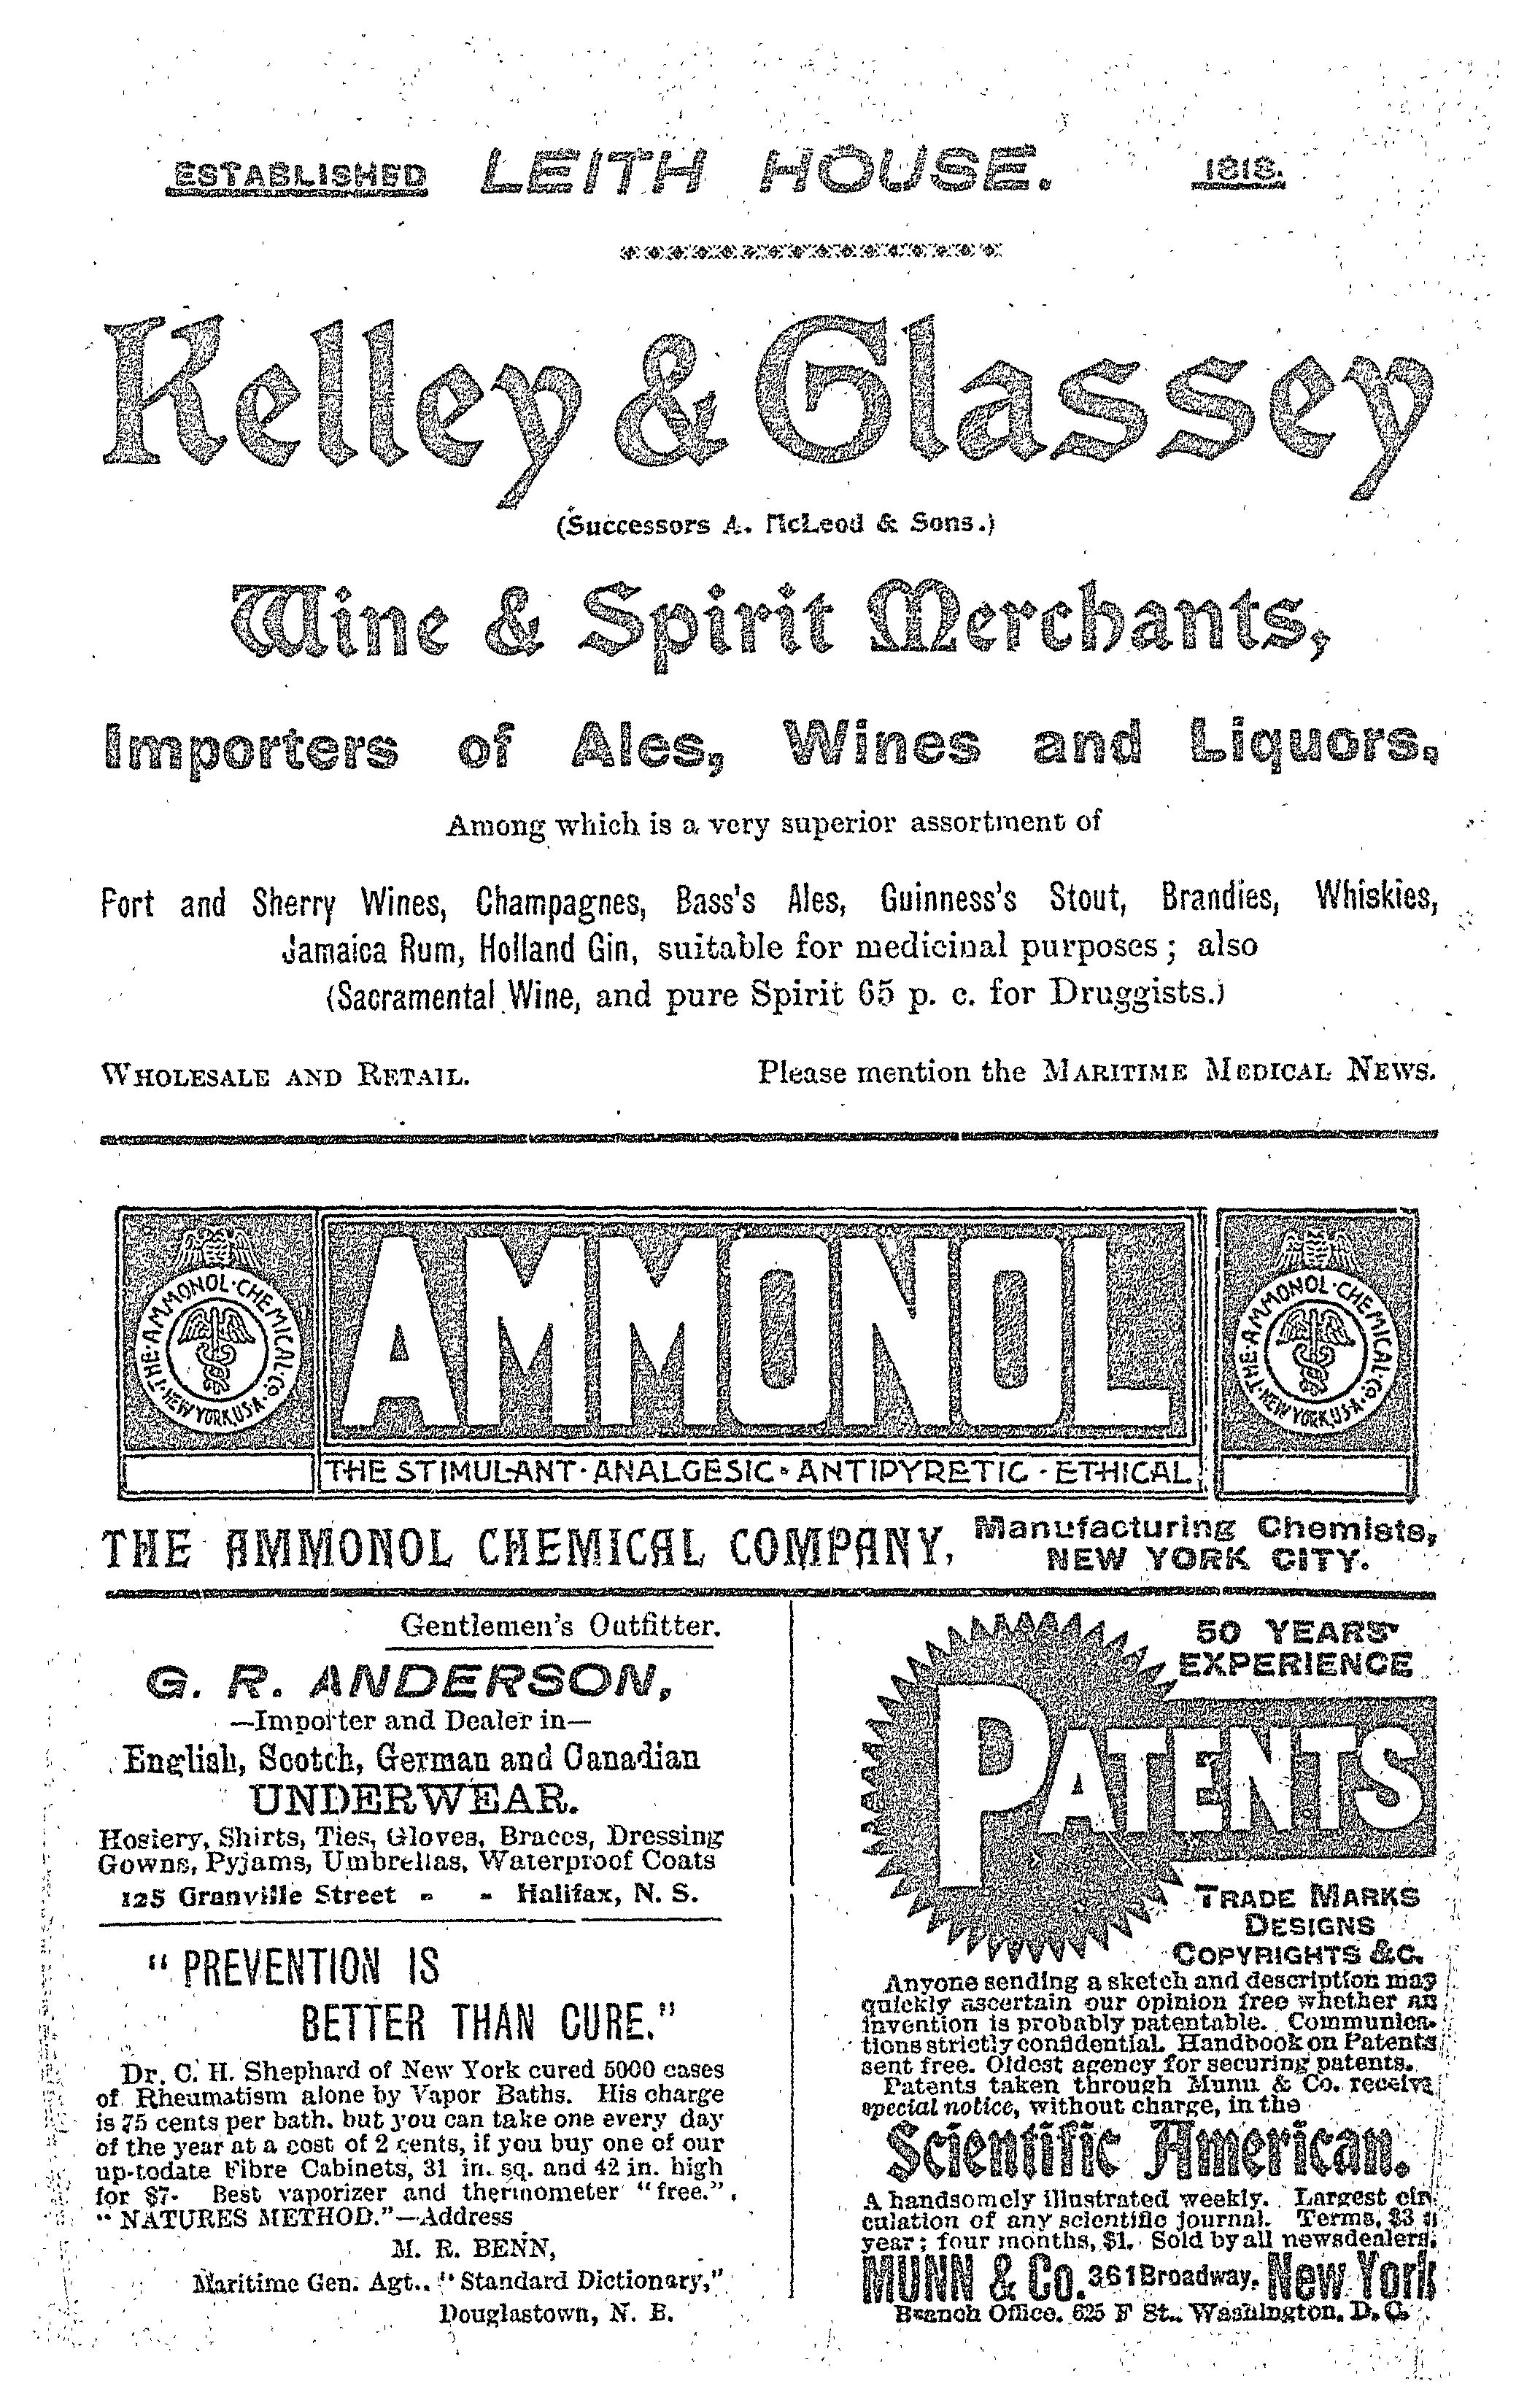 ESTABLISHED LEITH HOUSE. 1818.
Kelley & Glassey
(Successors A. McLeod & Sons.)
Wine & Spirit Merchants,
Importers of Ales, Wines and Liquors,
Among which is a very superior assortment of
Port and Sherry Wines, Champagnes, Bass's Ales, Guinness's Stout, Brandies, Whiskies,
Jamaica Rum, Holland Gin, suitable for medicinal purposes; also
(Sacramental Wine, and pure Spirit 65 p. c. for Druggists.)
WHOLESALE AND RETAIL. Please mention the MARITIME MEDICAL NEWS.
THE·AMMONOL·CHEMICAL·CO·NEW YORK,U·S·A·
AMMONOL
THE·AMMONOL·CHEMICAL·CO·NEW YORK,U·S·A·
THE STIMULANT·ANALGESIC·ANTIPYRETIC·ETHICAL
THE AMMONOL CHEMICAL COMPANY, Manufacturing Chemists,
NEW YORK CITY.
Gentlemen's Outfitter.
G. R. ANDERSON,
—Importer and Dealer in—
English, Scotch, German and Canadian
UNDERWEAR.
Hosiery, Shirts, Ties, Gloves, Braces, Dressing
Gowns, Pyjams, Umbrellas, Waterproof Coats
125 Granville Street - - Halifax, N. S.
"PREVENTION IS
BETTER THAN CURE."
Dr. C. H. Shephard of New York cured 5000 cases
of Rheumatism alone by Vapor Baths. His charge
is 75 cents per bath. but you can take one every day
of the year at a cost of 2 cents, if you buy one of our
up-todate Fibre Cabinets, 31 in. sq. and 42 in. high
for $7. Best vaporizer and thermometer "free."
"NATURES METHOD."—Address
M. R. BENN,
Maritime Gen. Agt.. "Standard Dictionary,"
Douglastown, N. B.
50 YEARS'
EXPERIENCE
PATENTS
TRADE MARKS
DESIGNS
COPYRIGHTS &C.
Anyone sending a sketch and description may
quickly ascertain our opinion free whether an
invention is probably patentable. Communica-
tions strictly confidential. Handbook on Patents
sent free. Oldest agency for securing patents.
Patents taken through Munn & Co. receive
special notice, without charge, in the
Scientific American.
A handsomely illustrated weekly. Largest cir-
culation of any scientific journal. Terms, $3 a
year; four months, $1. Sold by all newsdealers.
MUNN & Co. 361 Broadway, New York
Branch Office, 625 F St., Washington, D. C.